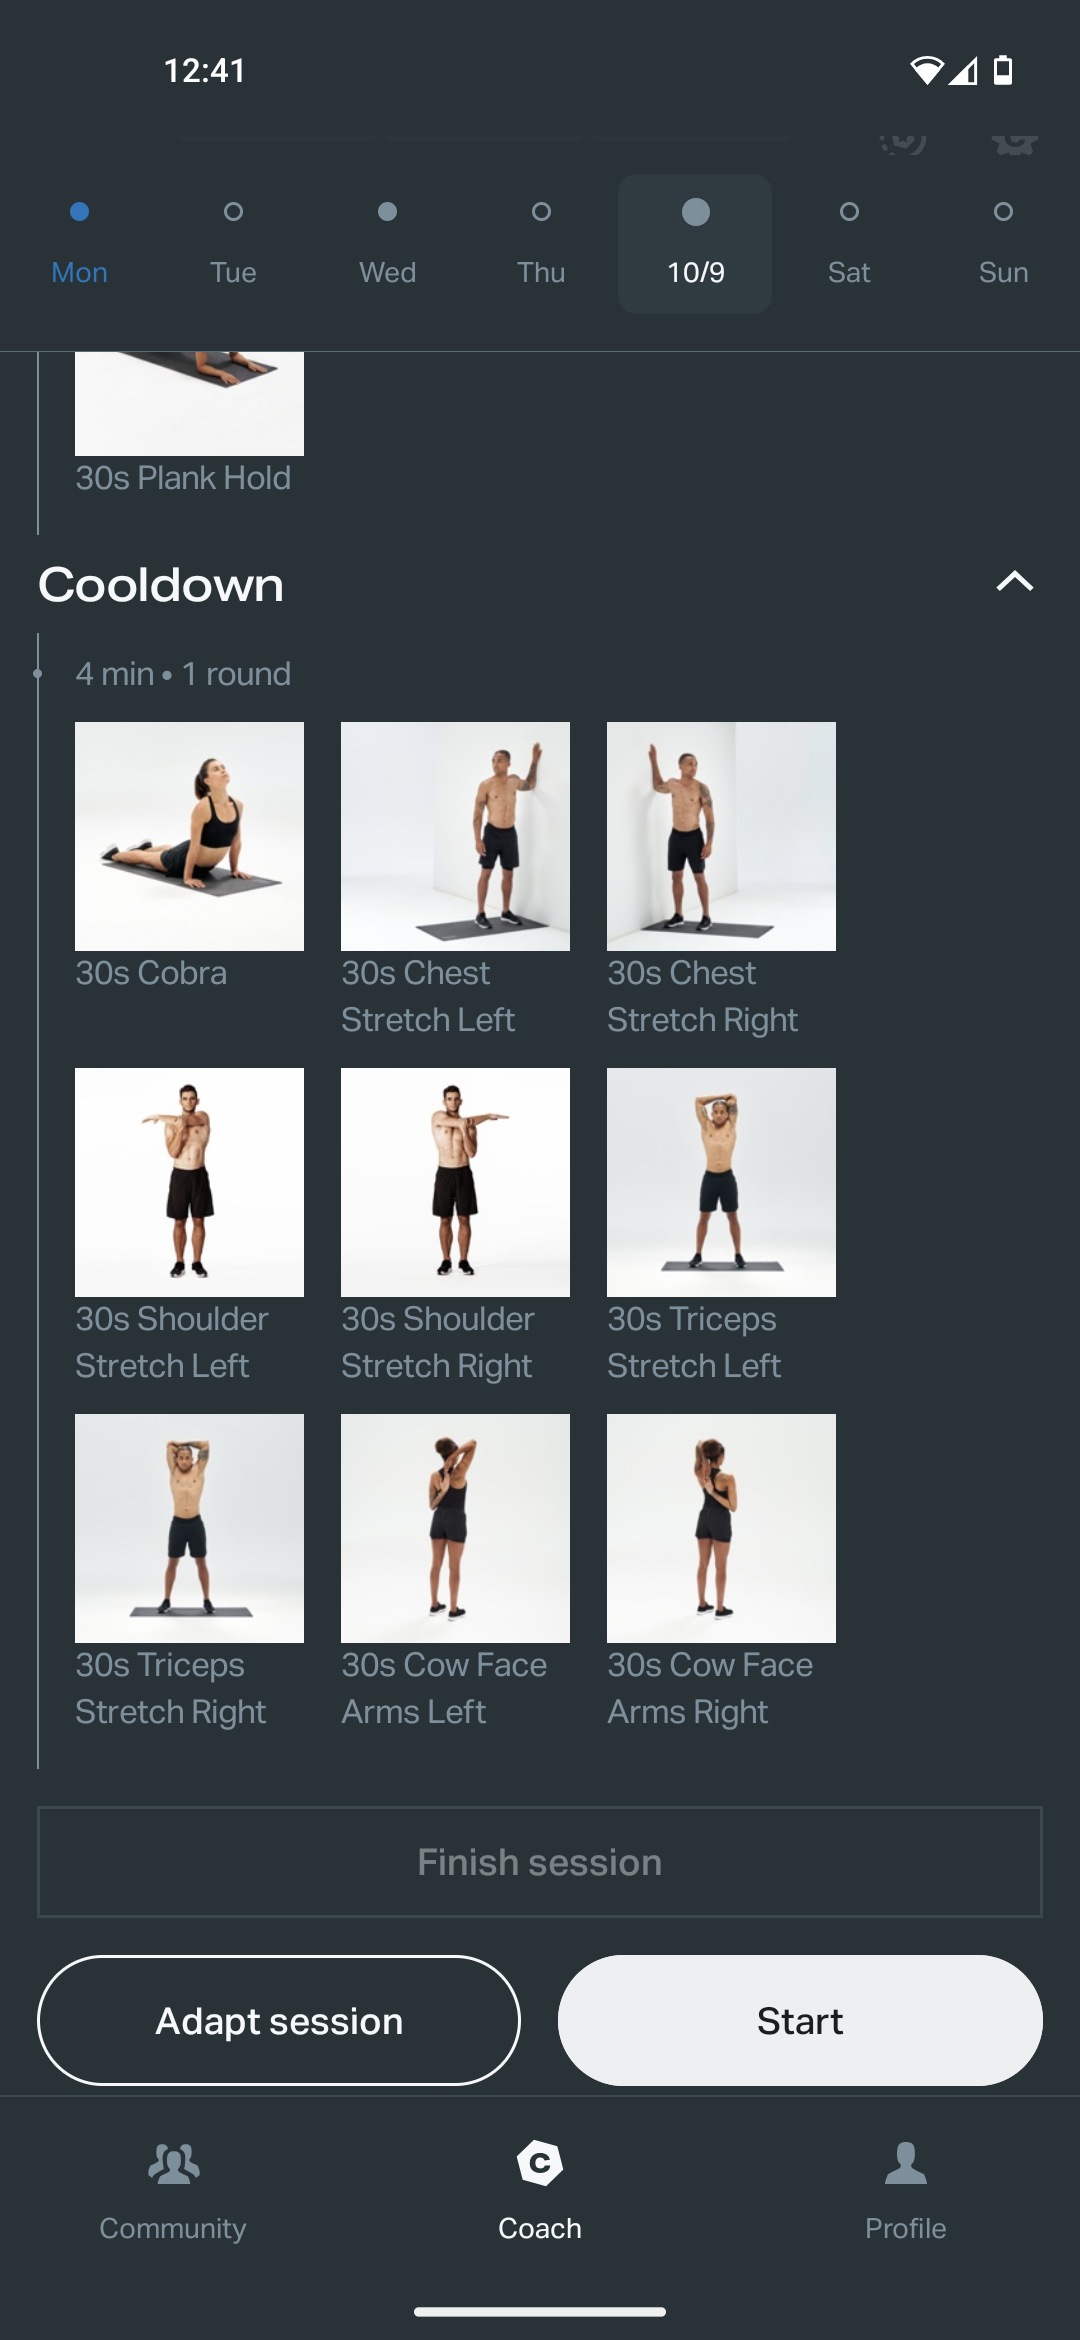 12:41
Mon Tue Wed Thu 10/9 Sat Sun
30s Plank Hold
Cooldown
4 min • 1 round
30s Cobra
30s Chest
Stretch Left
30s Chest
Stretch Right
30s Shoulder
Stretch Left
30s Shoulder
Stretch Right
30s Triceps
Stretch Left
30s Triceps
Stretch Right
30s Cow Face
Arms Left
30s Cow Face
Arms Right
Finish session
Adapt session
Start
C
Community
Coach
Profile